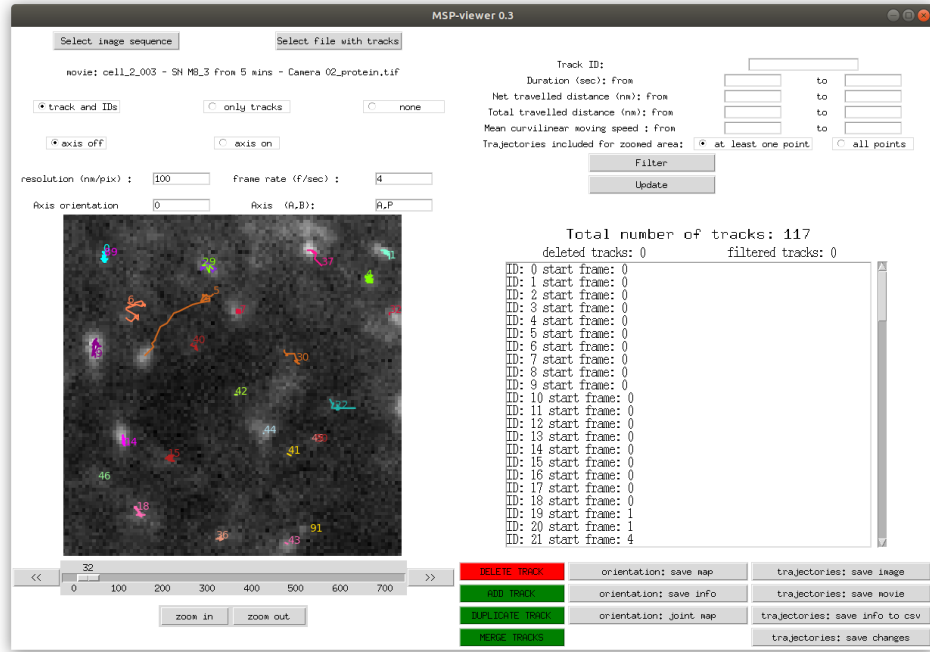 MSP-viewer 0.3
Select image sequence
Select file with tracks
movie: cell_2_003 - SN M8_3 from 5 mins - Camera 02_protein.tif
track and IDs
only tracks
none
axis off
axis on
resolution (nm/pix) :
100
frame rate (f/sec) :
4
Axis orientation
0
Axis (A,B):
A,P
29
37
1
4
5
6
30
42
22
44
41
45
46
18
36
91
43
32
<<
0 100 200 300 400 500 600 700
>>
zoom in
zoom out
Track ID:
Duration (sec): from
to
Net travelled distance (nm): from
to
Total travelled distance (nm): from
to
Mean curvilinear moving speed : from
to
Trajectories included for zoomed area:
at least one point
all points
Filter
Update
Total number of tracks: 117
deleted tracks: 0
filtered tracks: 0
ID: 0 start frame: 0
ID: 1 start frame: 0
ID: 2 start frame: 0
ID: 3 start frame: 0
ID: 4 start frame: 0
ID: 5 start frame: 0
ID: 6 start frame: 0
ID: 7 start frame: 0
ID: 8 start frame: 0
ID: 9 start frame: 0
ID: 10 start frame: 0
ID: 11 start frame: 0
ID: 12 start frame: 0
ID: 13 start frame: 0
ID: 14 start frame: 0
ID: 15 start frame: 0
ID: 16 start frame: 0
ID: 17 start frame: 0
ID: 18 start frame: 0
ID: 19 start frame: 1
ID: 20 start frame: 1
ID: 21 start frame: 4
DELETE TRACK
orientation: save map
trajectories: save image
ADD TRACK
orientation: save info
trajectories: save movie
DUPLICATE TRACK
orientation: joint map
trajectories: save info to csv
MERGE TRACKS
trajectories: save changes